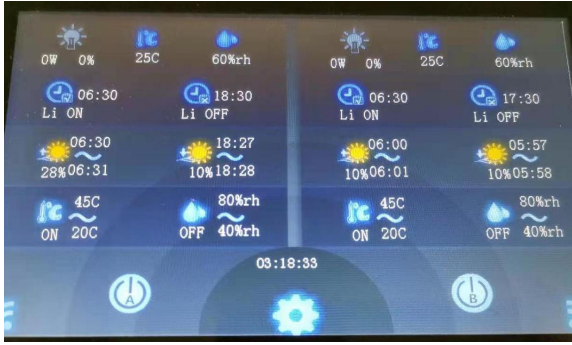 0W 0% 25C 60%rh
06:30 18:30
Li ON Li OFF
06:30 18:27
28% 06:31 10% 18:28
45C 80%rh
ON 20C OFF 40%rh
0W 0% 25C 60%rh
06:30 17:30
Li ON Li OFF
06:00 05:57
10% 06:01 10% 05:58
45C 80%rh
ON 20C OFF 40%rh
03:18:33
A B